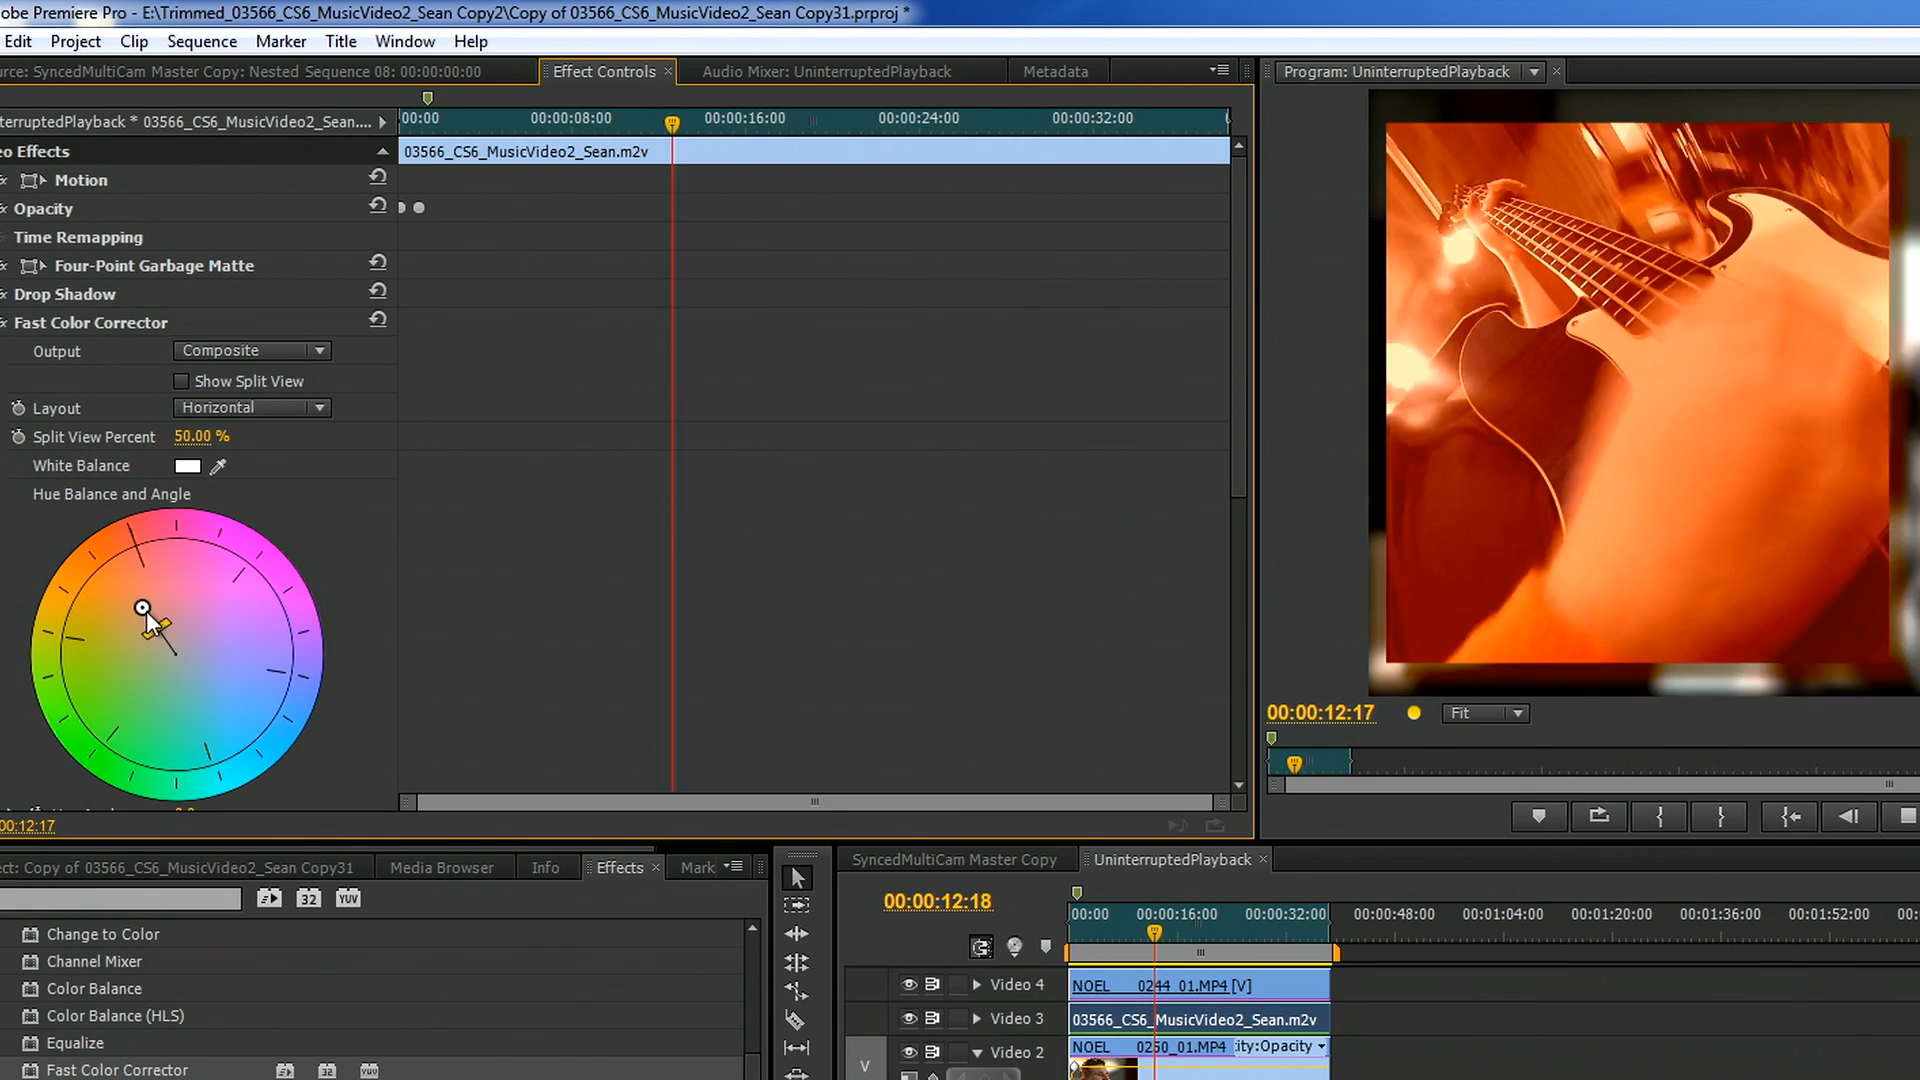 obe Premiere Pro - E:\Trimmed_03566_CS6_MusicVideo2_Sean Copy2\Copy of 03566_CS6_MusicVideo2_Sean Copy31.prproj *
Edit Project Clip Sequence Marker Title Window Help
rce: SyncedMultiCam Master Copy: Nested Sequence 08: 00:00:00:00
Effect Controls
Audio Mixer: UninterruptedPlayback
Metadata
Program: UninterruptedPlayback
terruptedPlayback * 03566_CS6_MusicVideo2_Sean....
:00:00 00:00:08:00 00:00:16:00 00:00:24:00 00:00:32:00
eo Effects
03566_CS6_MusicVideo2_Sean.m2v
Motion
Opacity
Time Remapping
Four-Point Garbage Matte
Drop Shadow
Fast Color Corrector
Output Composite
Show Split View
Layout Horizontal
Split View Percent 50.00 %
White Balance
Hue Balance and Angle
00:00:12:17 Fit
00:12:17
ct: Copy of 03566_CS6_MusicVideo2_Sean Copy31 Media Browser Info Effects Mark
32 YUV
Change to Color
Channel Mixer
Color Balance
Color Balance (HLS)
Equalize
Fast Color Corrector 32 YUV
SyncedMultiCam Master Copy UninterruptedPlayback
00:00:12:18
00:00 00:00:16:00 00:00:32:00 00:00:48:00 00:01:04:00 00:01:20:00 00:01:36:00 00:01:52:00 00:
Video 4 NOEL 0244_01.MP4 [V]
Video 3 03566_CS6_MusicVideo2_Sean.m2v
V Video 2 NOEL 0250_01.MP4 ity:Opacity